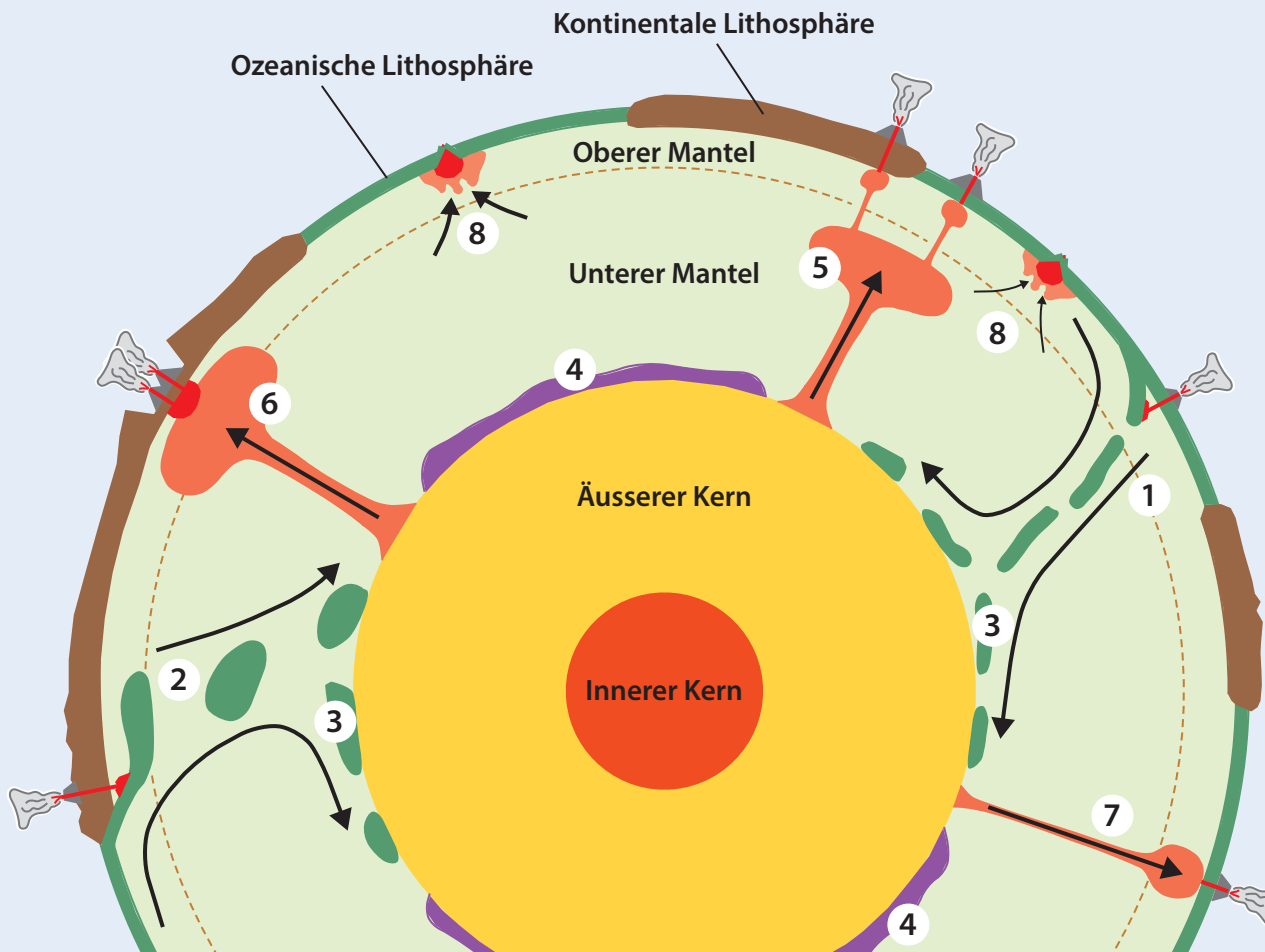 Kontinentale Lithosphäre
Ozeanische Lithosphäre
Oberer Mantel
8
Unterer Mantel
5
8
4
6
Äusserer Kern
1
3
2
Innerer Kern
3
7
4